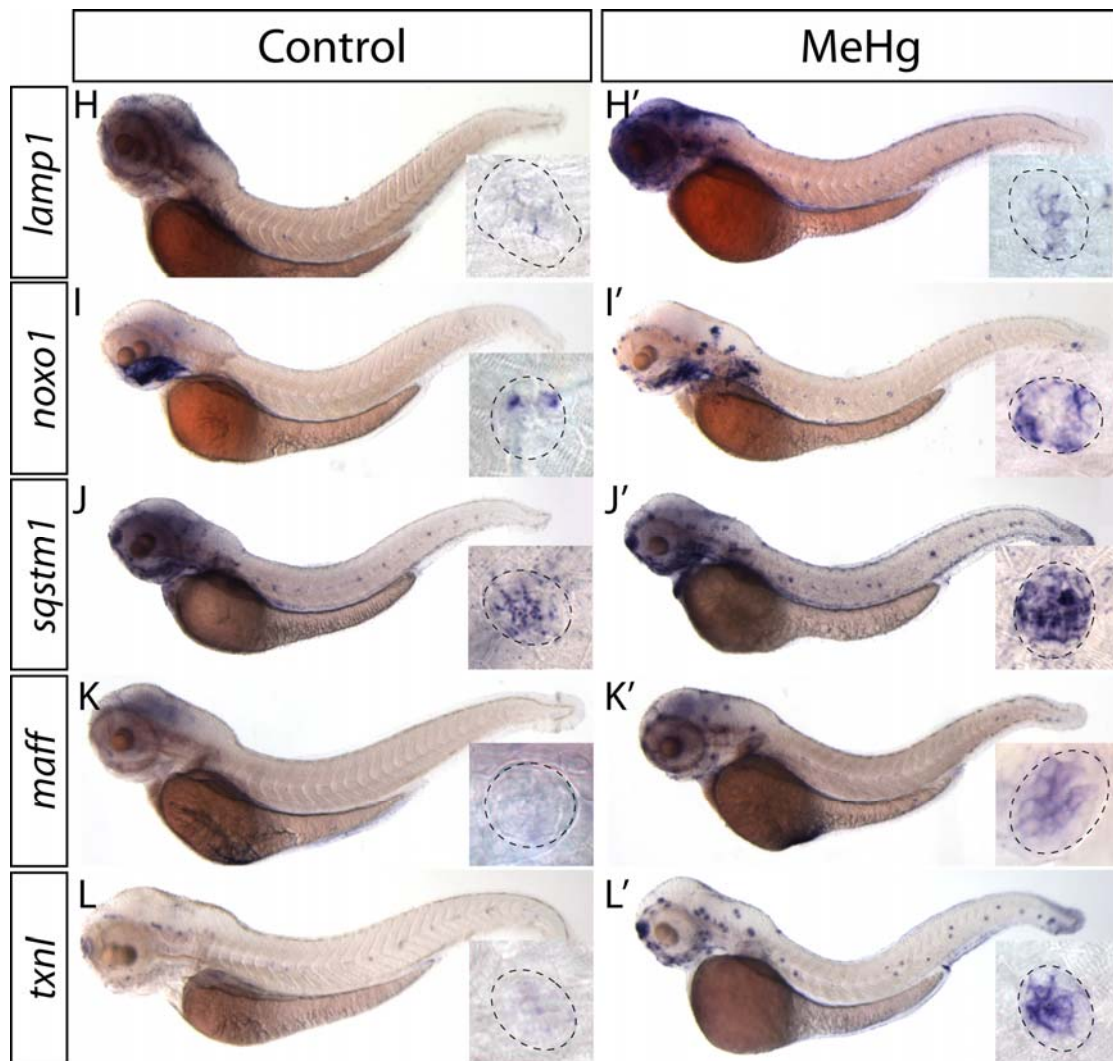 Control MeHg
lamp1 H H'
noxo1 I I'
sqstm1 J J'
maff K K'
txnl L L'